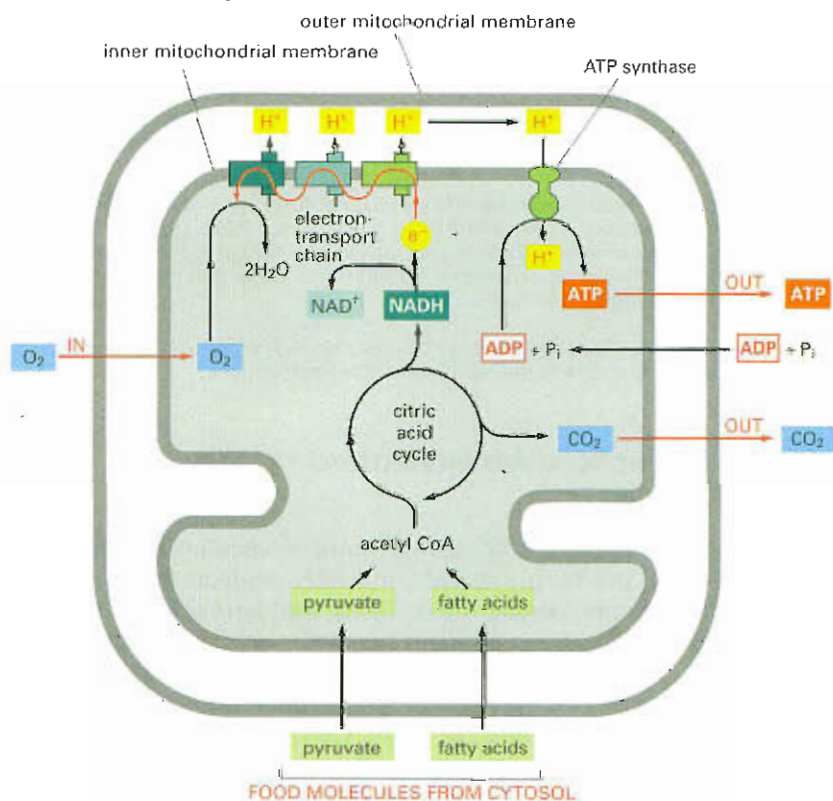 outer mitochondrial membrane
inner mitochondrial membrane
ATP synthase
H⁺ H⁺ H⁺ H⁺
electron-
transport
chain
e⁻
2H₂O
H⁺
NAD⁺ NADH
ATP OUT ATP
O₂ IN O₂
ADP + Pᵢ ADP + Pᵢ
citric
acid
cycle
CO₂ OUT CO₂
acetyl CoA
pyruvate fatty acids
pyruvate fatty acids
FOOD MOLECULES FROM CYTOSOL